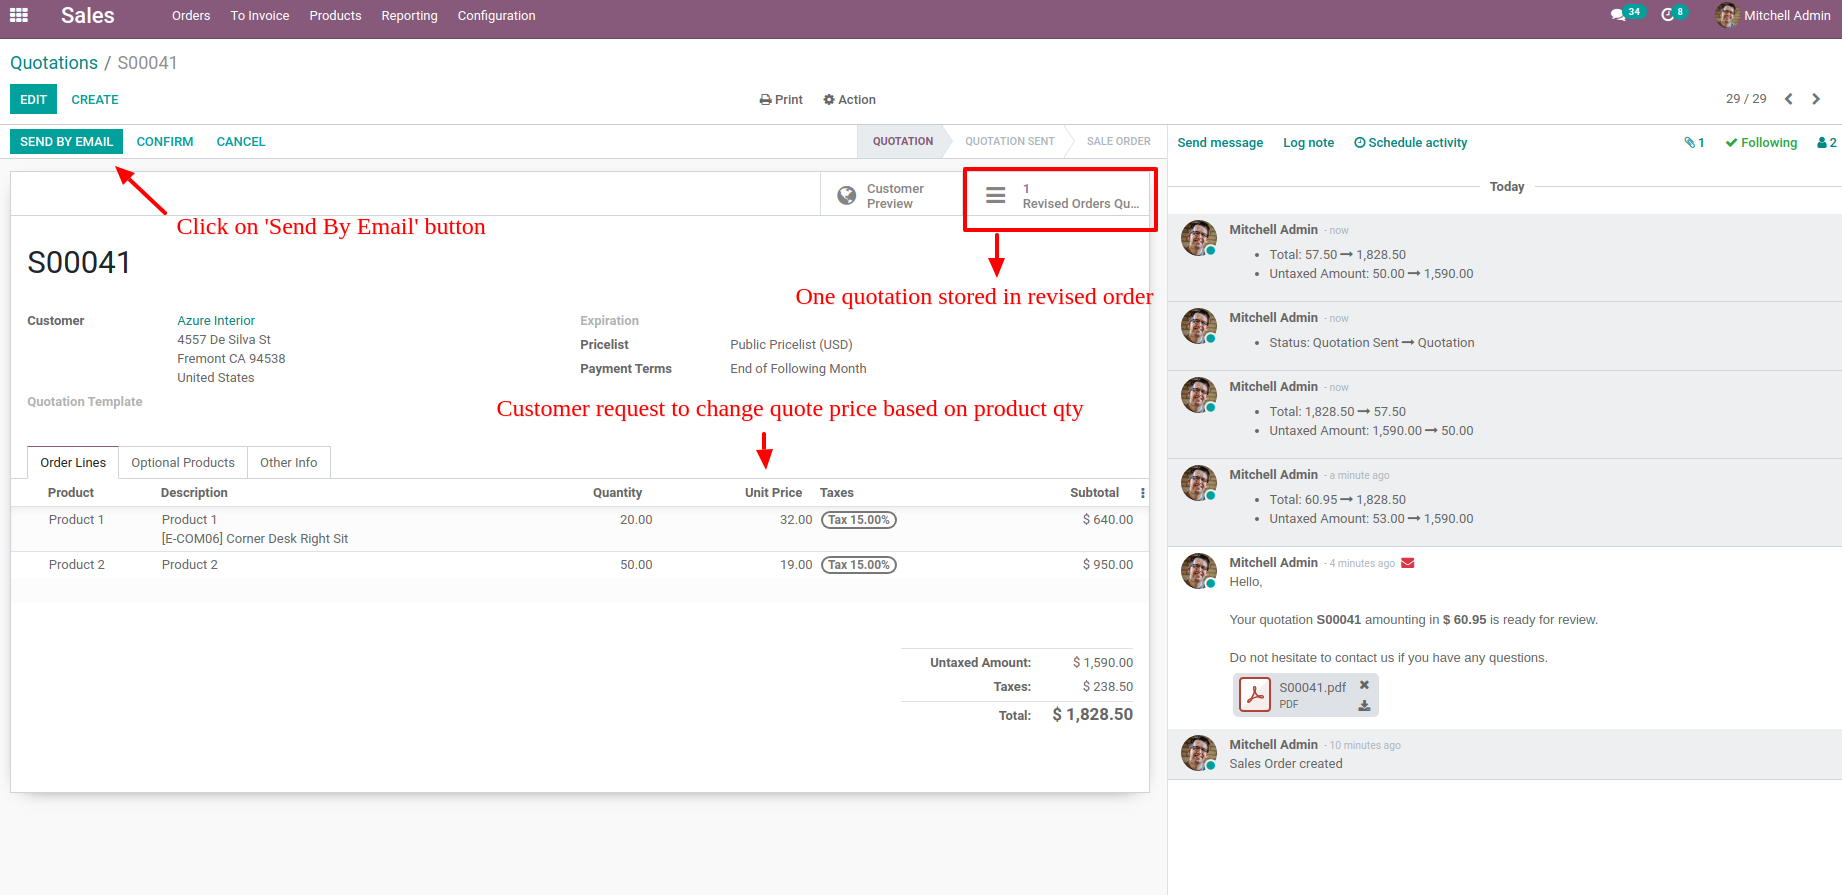 Sales Orders To Invoice Products Reporting Configuration 34 8 Mitchell Admin
Quotations / S00041
EDIT CREATE Print Action 29 / 29
SEND BY EMAIL CONFIRM CANCEL QUOTATION QUOTATION SENT SALE ORDER
Customer
Preview
1
Revised Orders Qu...
Click on 'Send By Email' button
S00041
One quotation stored in revised order
Customer Azure Interior
4557 De Silva St
Fremont CA 94538
United States
Quotation Template
Expiration
Pricelist Public Pricelist (USD)
Payment Terms End of Following Month
Customer request to change quote price based on product qty
Order Lines Optional Products Other Info
Product Description Quantity Unit Price Taxes Subtotal
Product 1 Product 1 20.00 32.00 Tax 15.00% $ 640.00
[E-COM06] Corner Desk Right Sit
Product 2 Product 2 50.00 19.00 Tax 15.00% $ 950.00
Untaxed Amount: $ 1,590.00
Taxes: $ 238.50
Total: $ 1,828.50
Send message Log note Schedule activity 1 Following 2
Today
Mitchell Admin - now
• Total: 57.50 → 1,828.50
• Untaxed Amount: 50.00 → 1,590.00
Mitchell Admin - now
• Status: Quotation Sent → Quotation
Mitchell Admin - now
• Total: 1,828.50 → 57.50
• Untaxed Amount: 1,590.00 → 50.00
Mitchell Admin - a minute ago
• Total: 60.95 → 1,828.50
• Untaxed Amount: 53.00 → 1,590.00
Mitchell Admin - 4 minutes ago
Hello,
Your quotation S00041 amounting in $ 60.95 is ready for review.
Do not hesitate to contact us if you have any questions.
S00041.pdf
PDF
Mitchell Admin - 10 minutes ago
Sales Order created